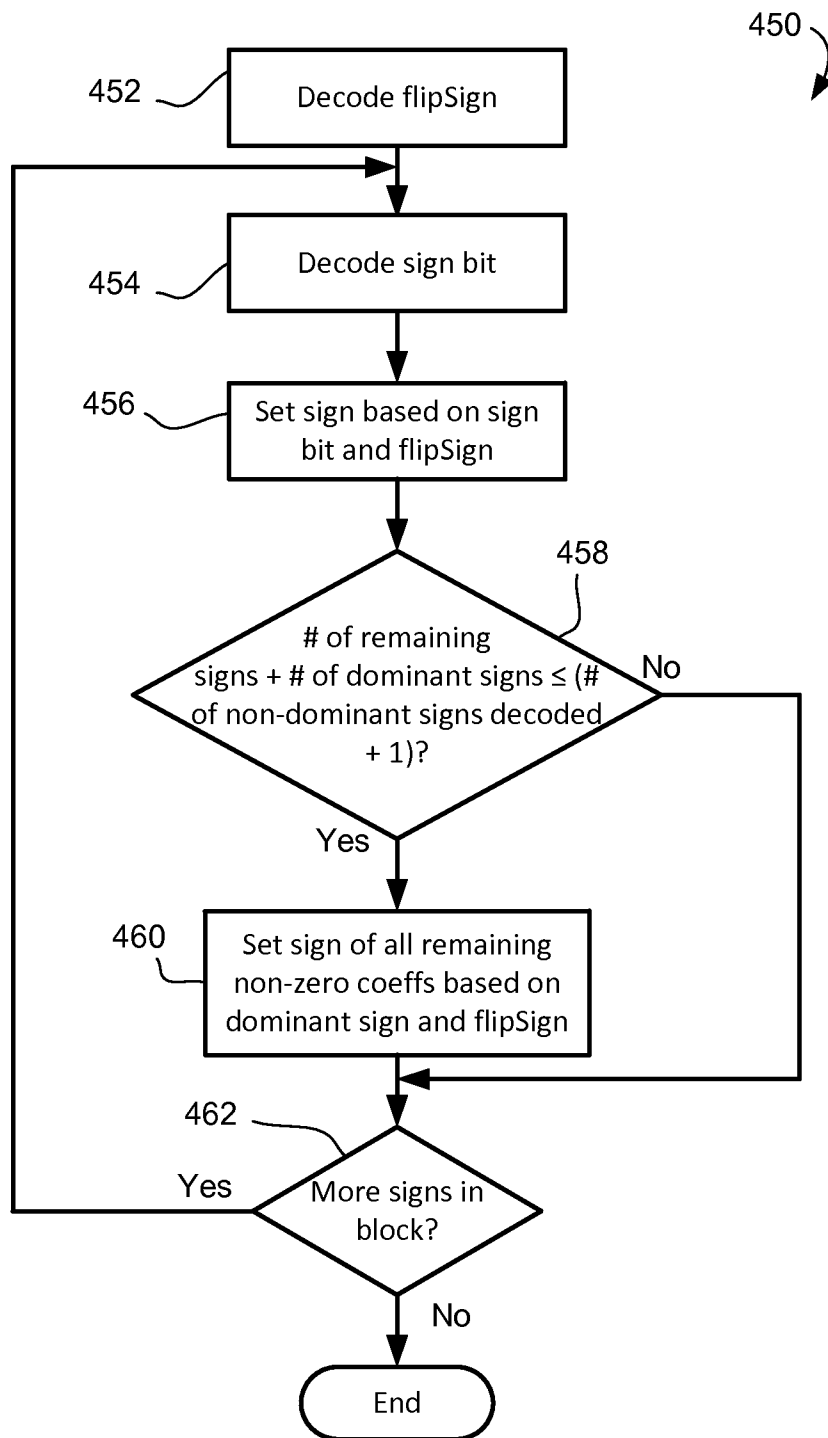 450
452
Decode flipSign
454
Decode sign bit
456
Set sign based on sign
bit and flipSign
458
# of remaining
signs + # of dominant signs ≤ (#
of non-dominant signs decoded
+ 1)?
No
Yes
460
Set sign of all remaining
non-zero coeffs based on
dominant sign and flipSign
462
Yes
More signs in
block?
No
End